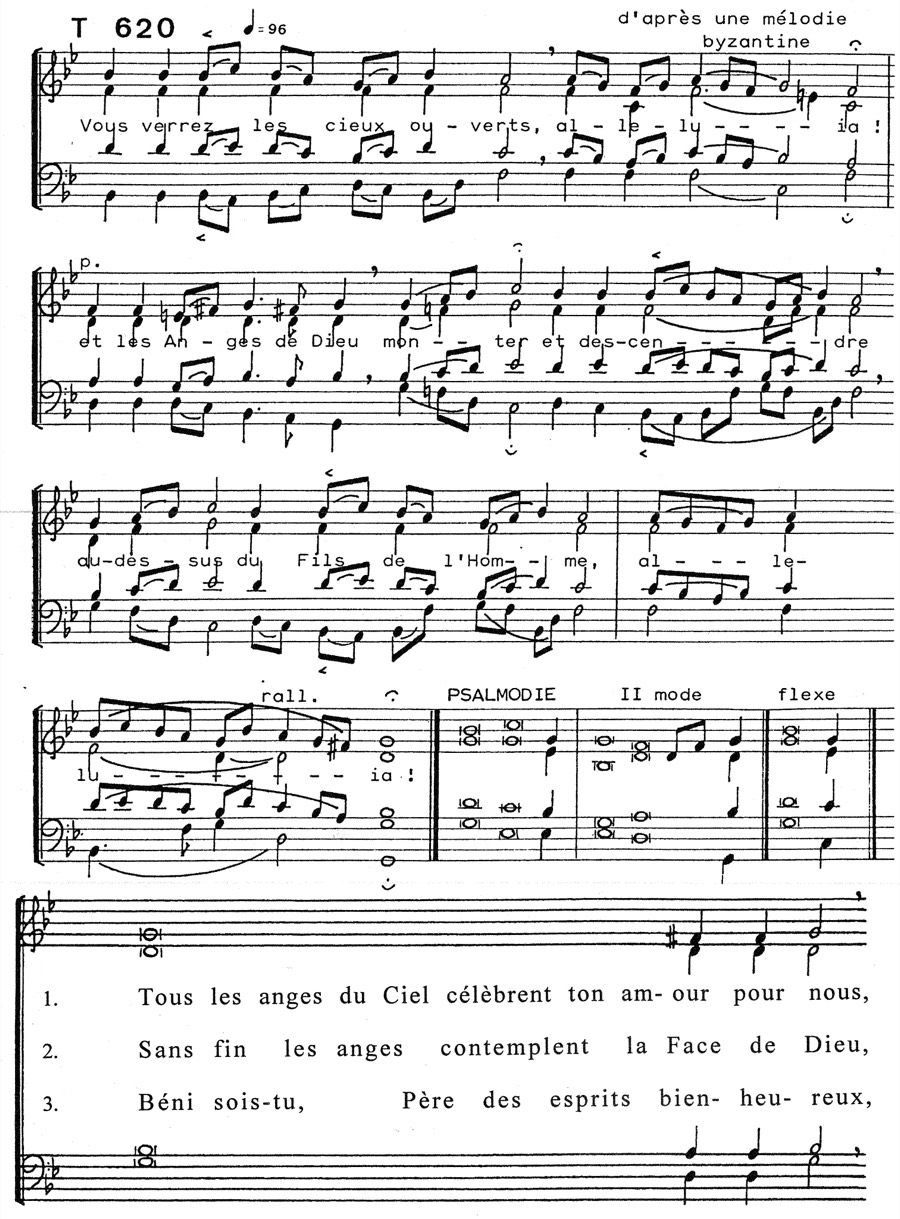 T 620 ♩=96 d'après une mélodie
byzantine
Vous verrez les cieux ou - verts, al - le - lu - - - - ia !
p.
et les An - ges de Dieu mon - - ter et des-cen - - - - - - dre
au-des - sus du Fils de l'Hom- - me, al - - - le-
rall. PSALMODIE II mode flexe
lu - - - - - - - - ia !
1. Tous les anges du Ciel célèbrent ton am- our pour nous,
2. Sans fin les anges contemplent la Face de Dieu,
3. Béni sois-tu, Père des esprits bien- heu- reux,